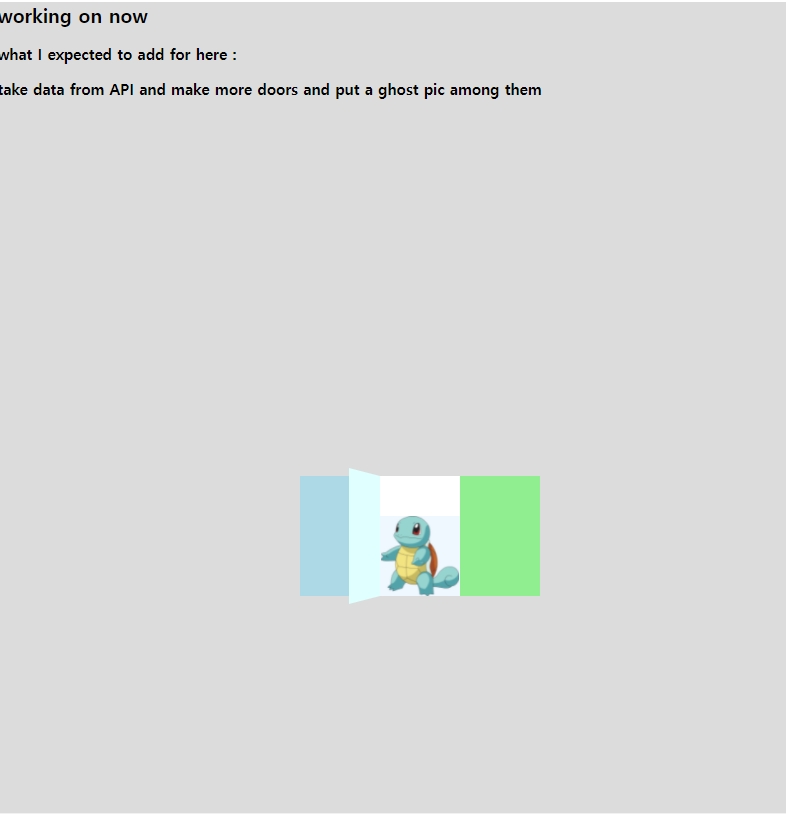 working on now
what I expected to add for here :
take data from API and make more doors and put a ghost pic among them